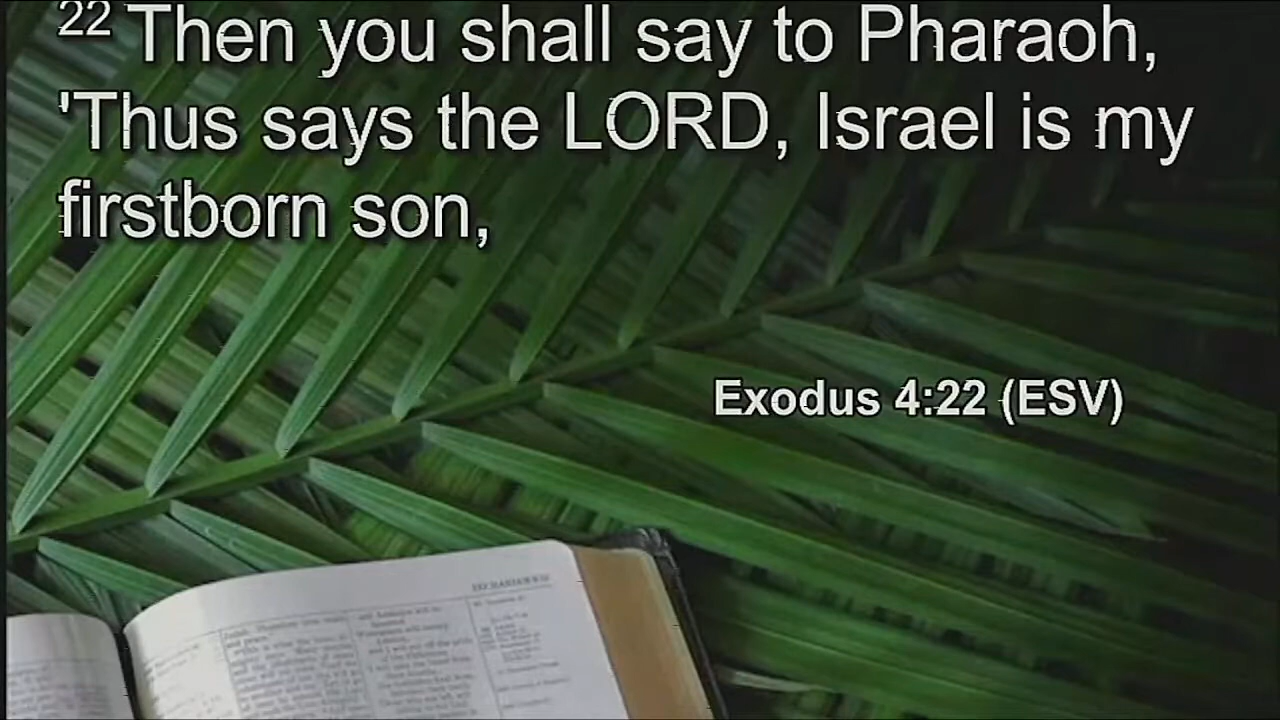 22 Then you shall say to Pharaoh,
'Thus says the LORD, Israel is my
firstborn son,
Exodus 4:22 (ESV)